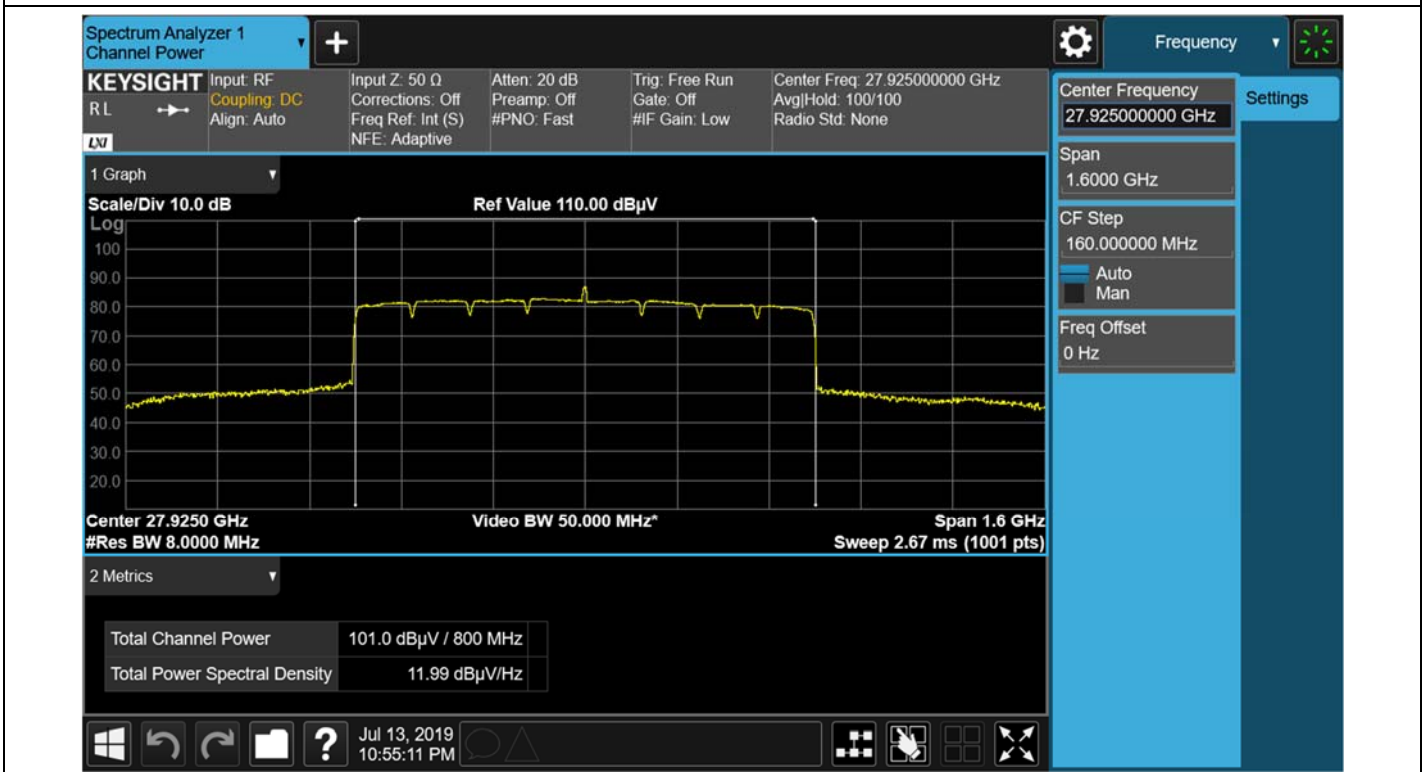 Spectrum Analyzer 1
Channel Power
+
Frequency
KEYSIGHT
RL
LXI
Input: RF
Coupling: DC
Align: Auto
Input Z: 50 Ω
Corrections: Off
Freq Ref: Int (S)
NFE: Adaptive
Atten: 20 dB
Preamp: Off
#PNO: Fast
Trig: Free Run
Gate: Off
#IF Gain: Low
Center Freq: 27.925000000 GHz
Avg|Hold: 100/100
Radio Std: None
1 Graph
Scale/Div 10.0 dB
Ref Value 110.00 dBµV
Log
100
90.0
80.0
70.0
60.0
50.0
40.0
30.0
20.0
Center 27.9250 GHz
Video BW 50.000 MHz*
Span 1.6 GHz
#Res BW 8.0000 MHz
Sweep 2.67 ms (1001 pts)
2 Metrics
Total Channel Power 101.0 dBµV / 800 MHz
Total Power Spectral Density 11.99 dBµV/Hz
Center Frequency
27.925000000 GHz
Span
1.6000 GHz
CF Step
160.000000 MHz
Auto
Man
Freq Offset
0 Hz
Settings
?
Jul 13, 2019
10:55:11 PM